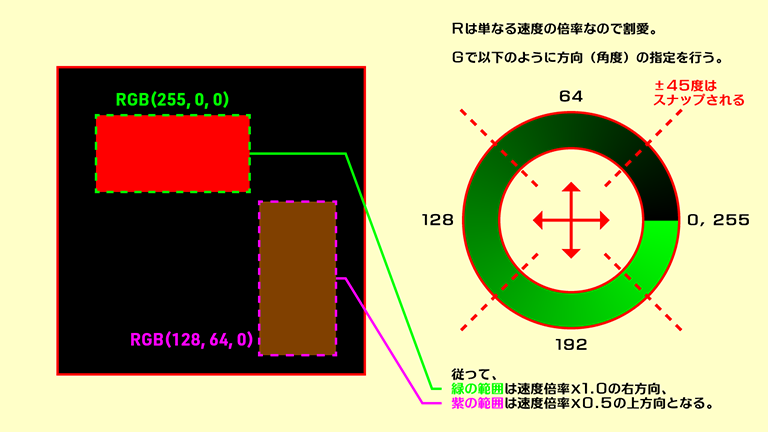 Rは単なる速度の倍率なので割愛。
Gで以下のように方向（角度）の指定を行う。
±45度は
スナップされる
RGB(255, 0, 0)
64
128
0, 255
192
RGB(128, 64, 0)
従って、
緑の範囲は速度倍率x1.0の右方向、
紫の範囲は速度倍率x0.5の上方向となる。